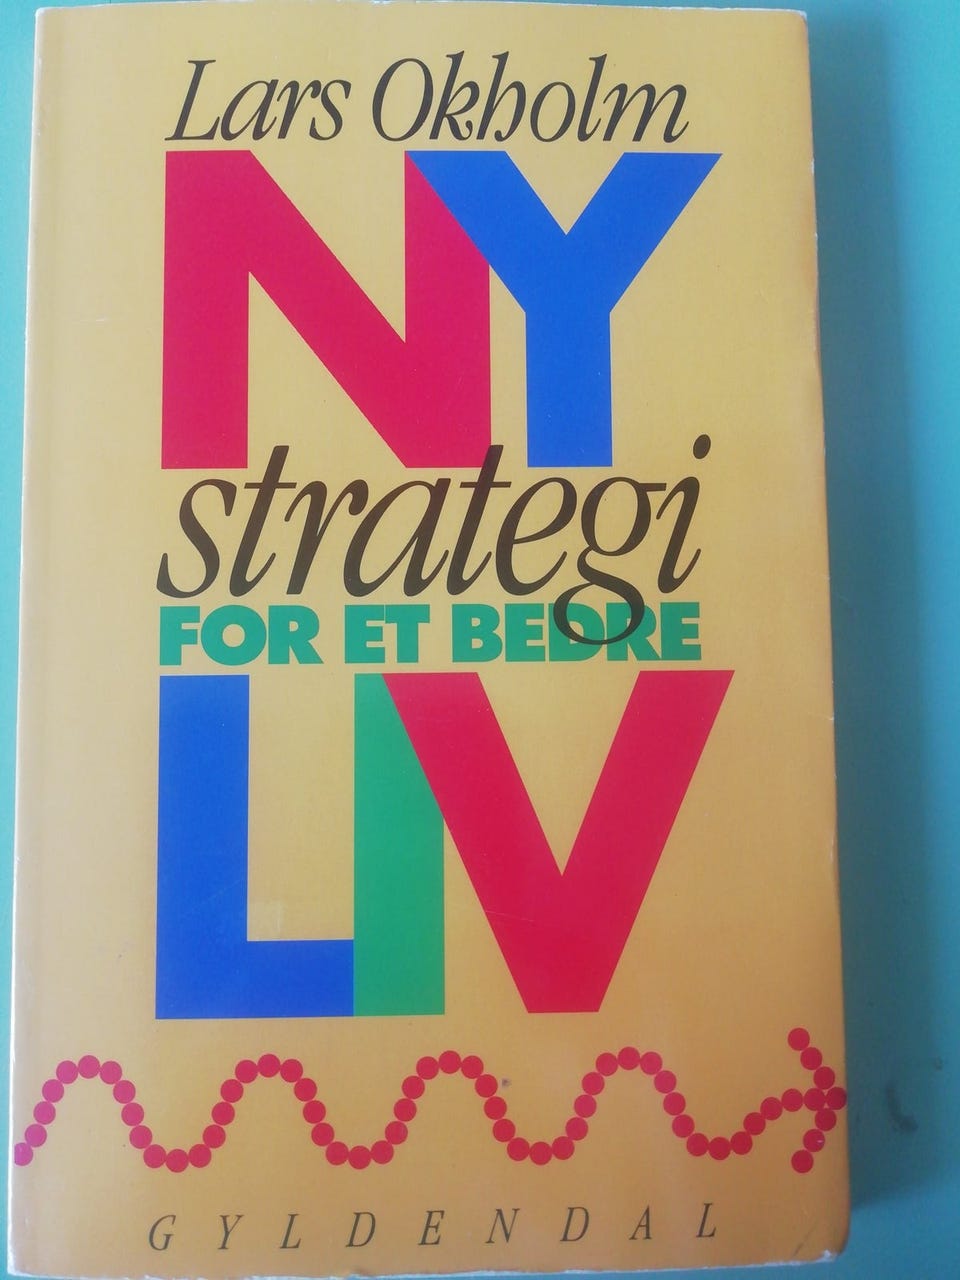 Lars Okholm
NY
strategi
FOR ET BEDRE
LIV
GYLDENDAL